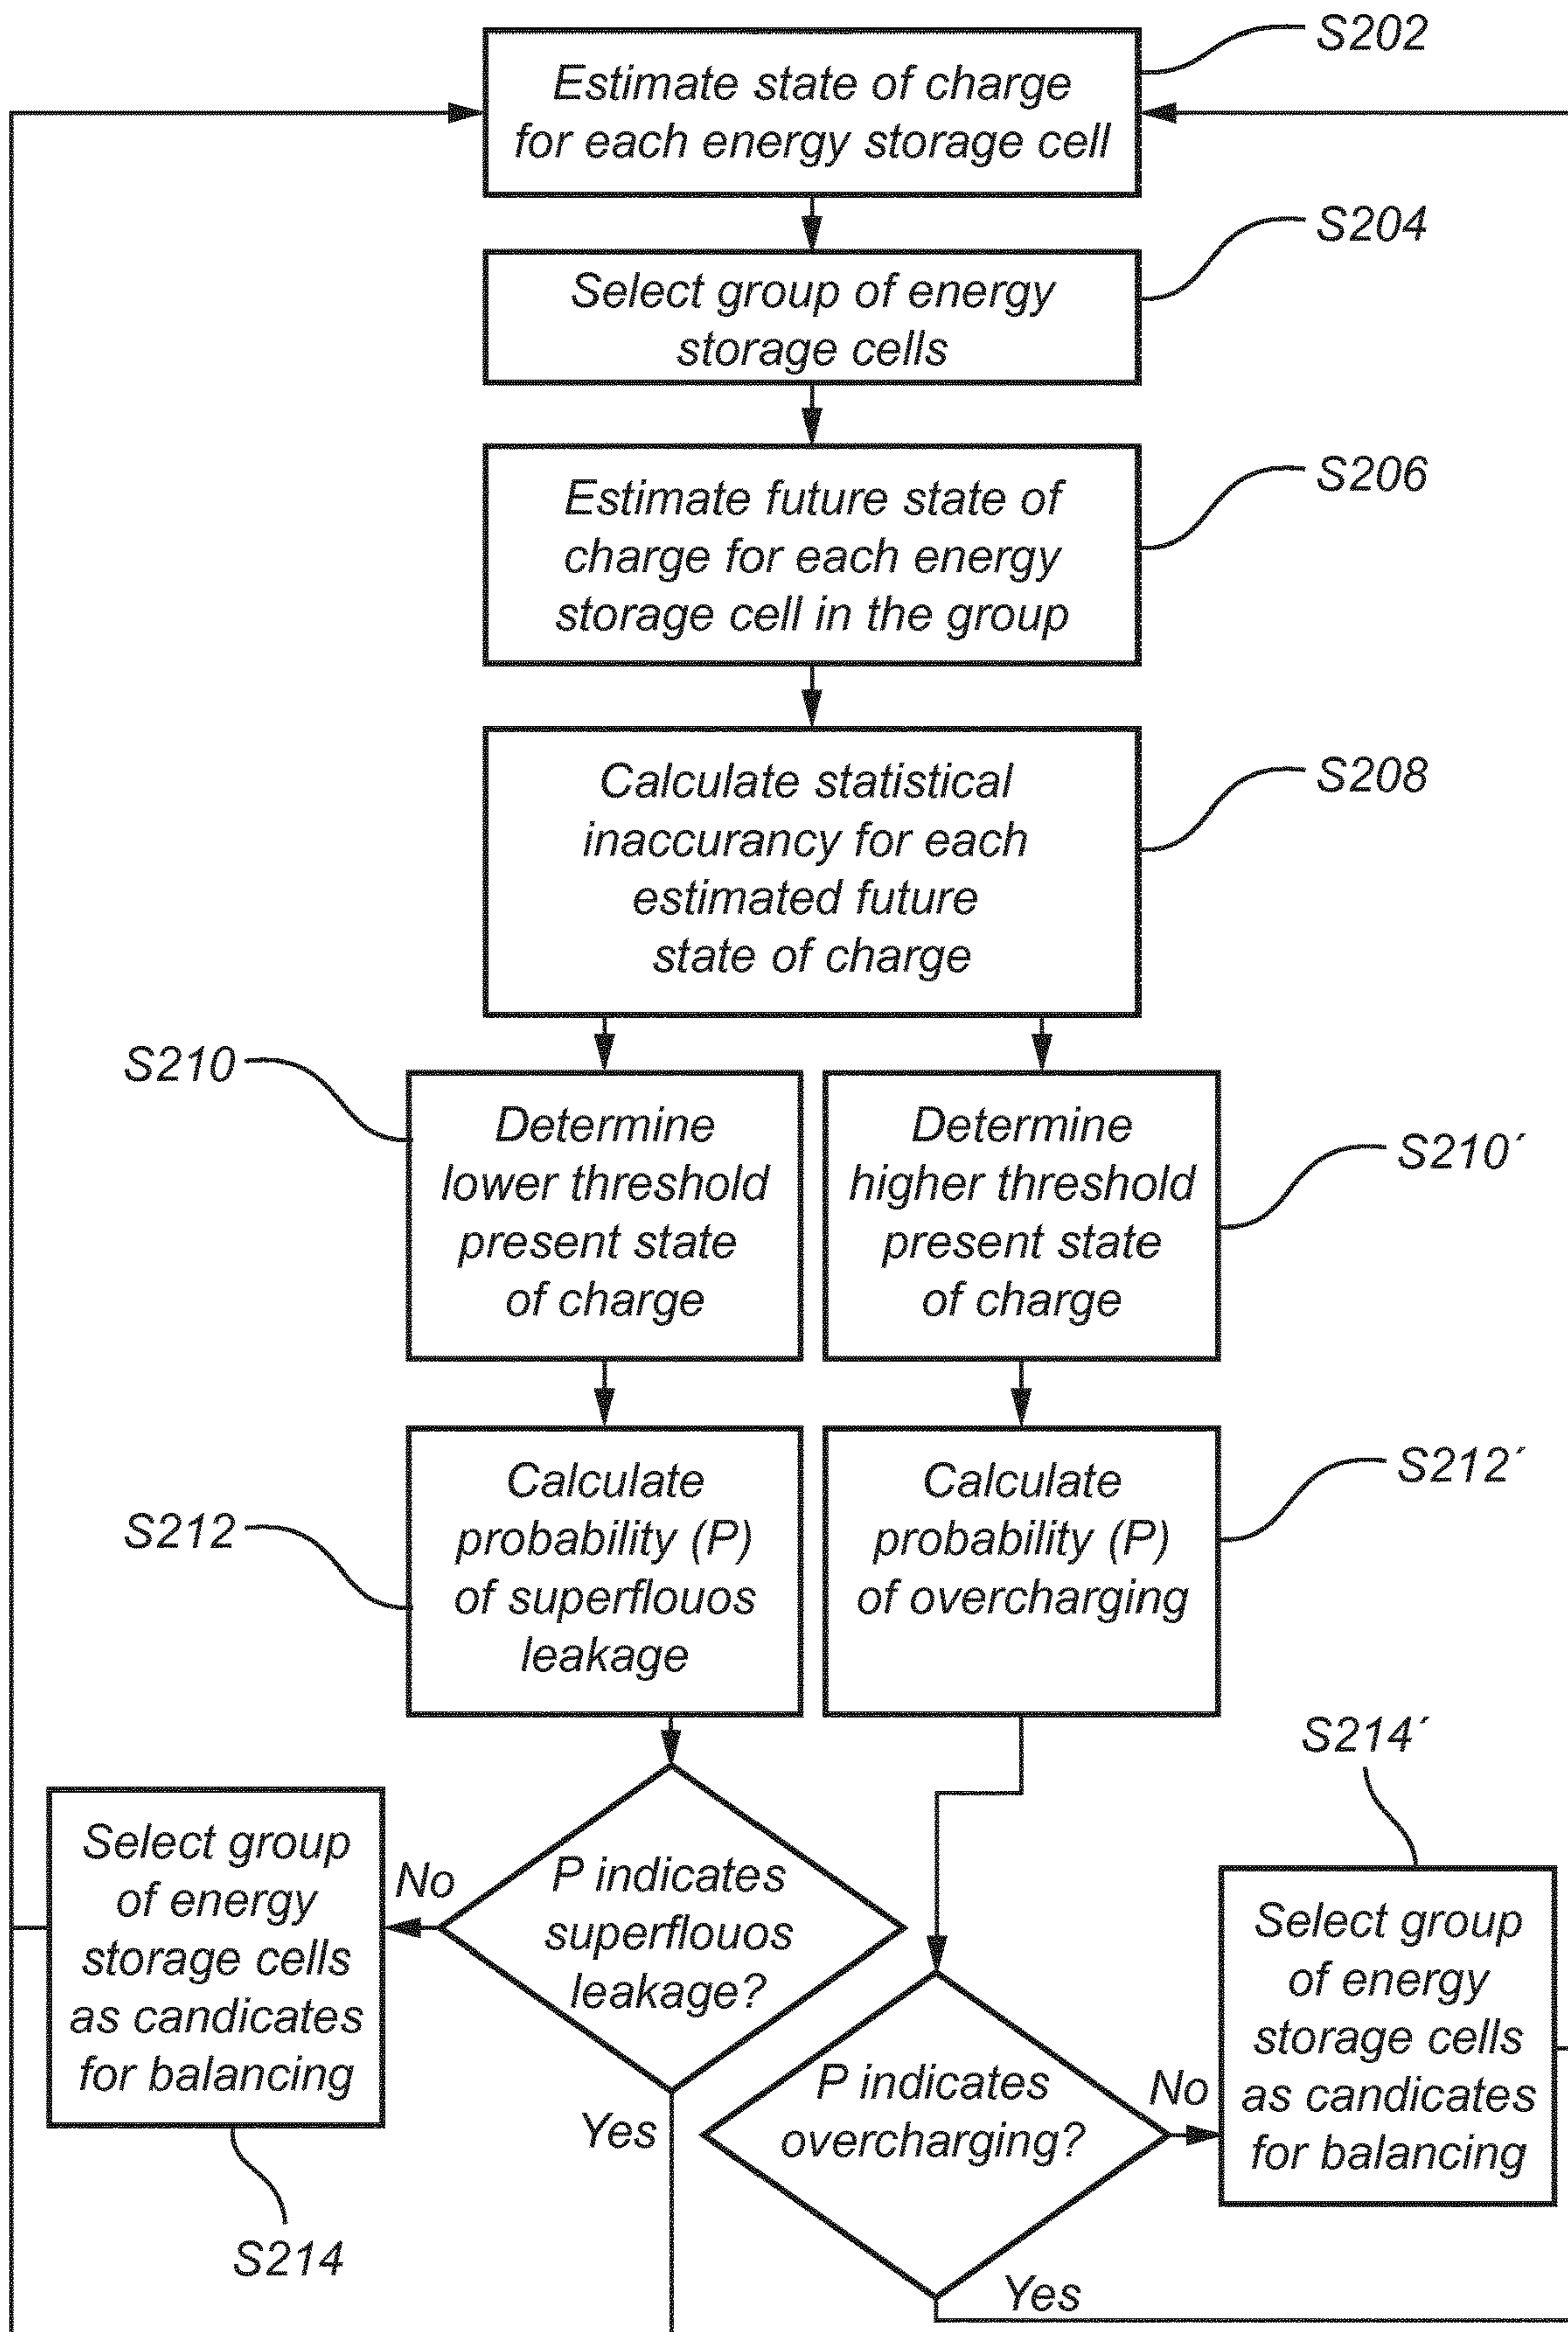 S202
Estimate state of charge
for each energy storage cell
S204
Select group of energy
storage cells
S206
Estimate future state of
charge for each energy
storage cell in the group
S208
Calculate statistical
inaccurancy for each
estimated future
state of charge
S210
Determine
lower threshold
present state
of charge
Determine
higher threshold
present state
of charge
S210´
S212
Calculate
probability (P)
of superflouos
leakage
Calculate
probability (P)
of overcharging
S212´
S214´
Select group
of energy
storage cells
as candicates
for balancing
No
P indicates
superflouos
leakage?
Yes
P indicates
overcharging?
No
Select group
of energy
storage cells
as candicates
for balancing
S214
Yes